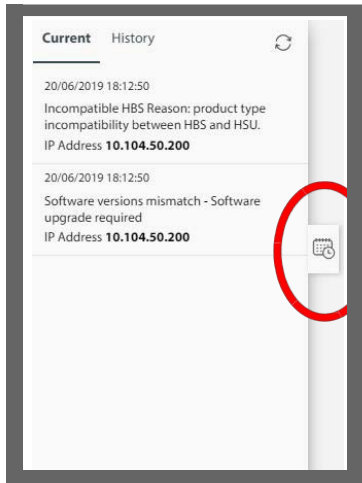 Current History
20/06/2019 18:12:50
Incompatible HBS Reason: product type
incompatibility between HBS and HSU.
IP Address 10.104.50.200
20/06/2019 18:12:50
Software versions mismatch - Software
upgrade required
IP Address 10.104.50.200